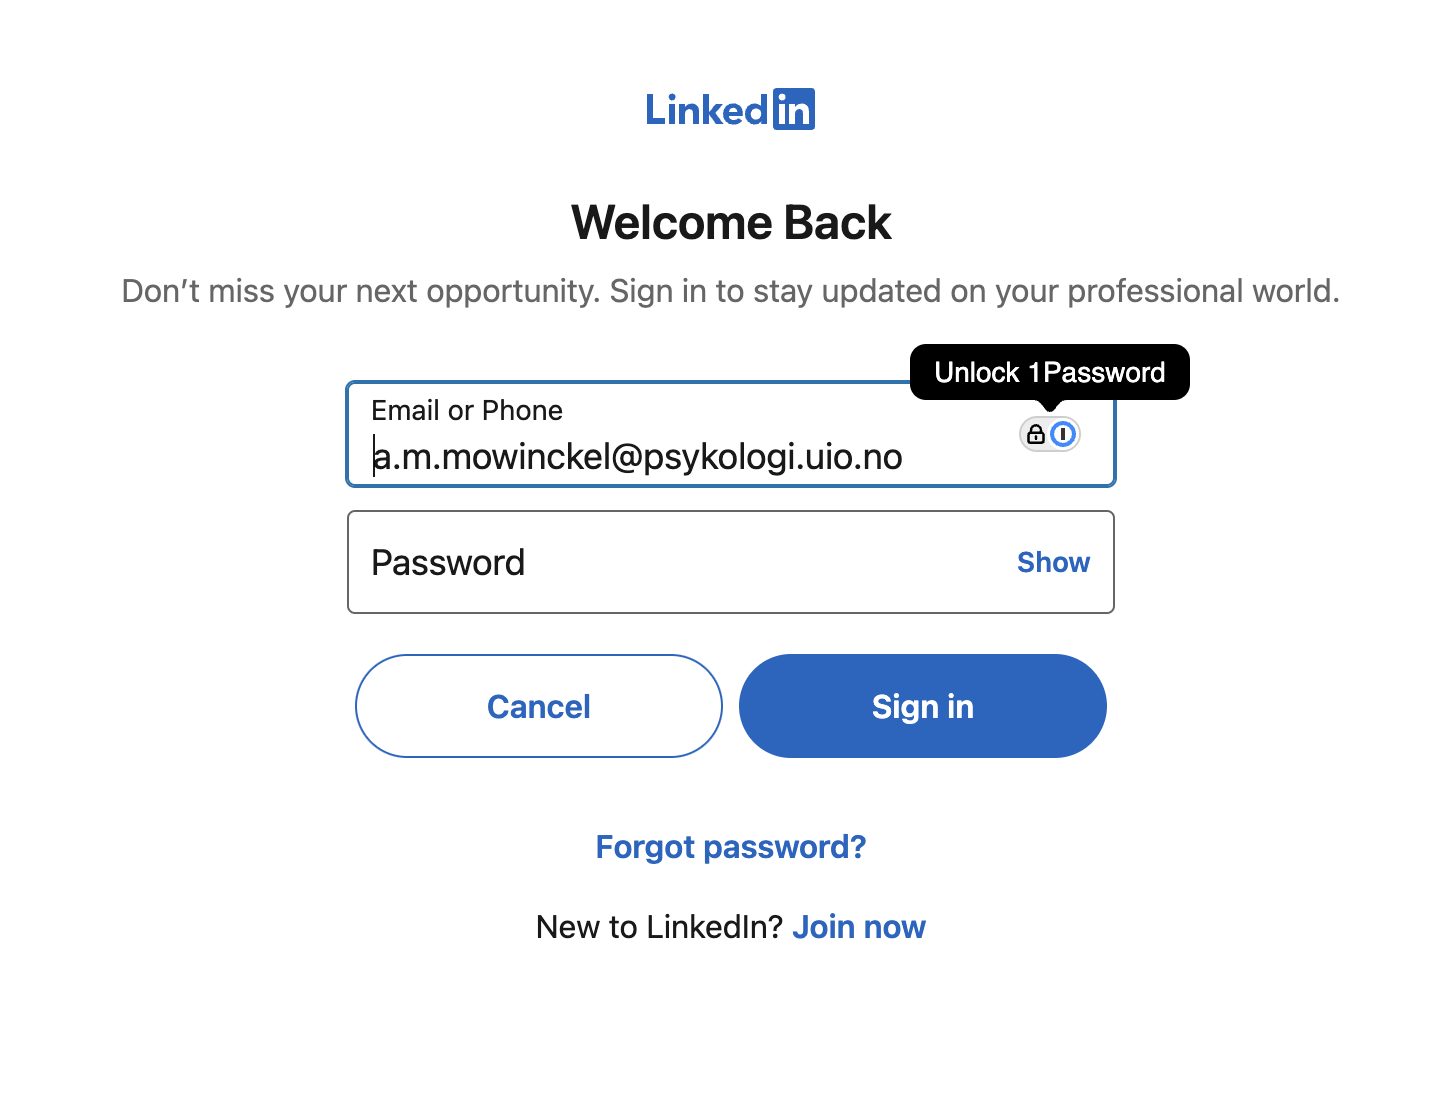 Linkedin
Welcome Back
Don't miss your next opportunity. Sign in to stay updated on your professional world.
Unlock 1Password
Email or Phone
a.m.mowinckel@psykologi.uio.no
Password
Show
Cancel
Sign in
Forgot password?
New to LinkedIn? Join now